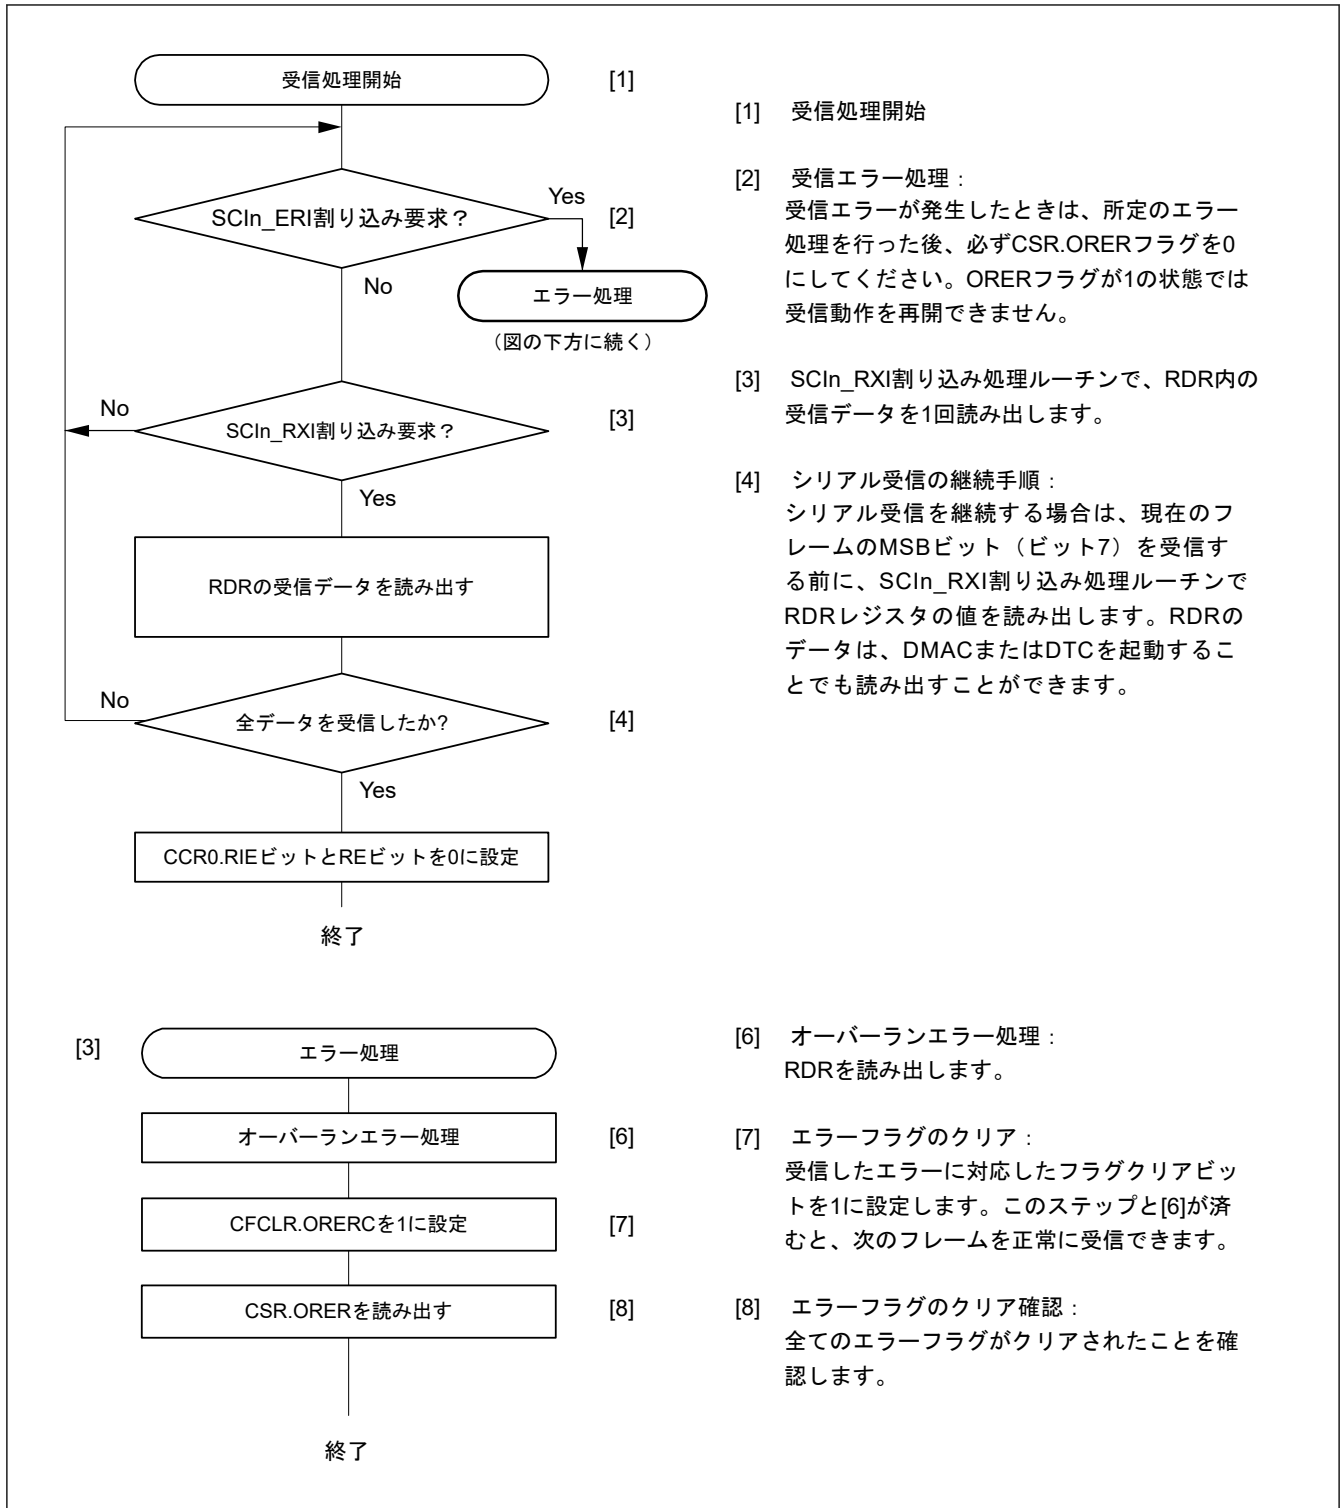 受信処理開始
[1]
SCIn_ERI割り込み要求？
Yes
[2]
No
エラー処理
（図の下方に続く）
No
SCIn_RXI割り込み要求？
[3]
Yes
RDRの受信データを読み出す
No
全データを受信したか?
[4]
Yes
CCR0.RIEビットとREビットを0に設定
終了
[1] 受信処理開始
[2] 受信エラー処理：
受信エラーが発生したときは、所定のエラー
処理を行った後、必ずCSR.ORERフラグを0
にしてください。ORERフラグが1の状態では
受信動作を再開できません。
[3] SCIn_RXI割り込み処理ルーチンで、RDR内の
受信データを1回読み出します。
[4] シリアル受信の継続手順：
シリアル受信を継続する場合は、現在のフ
レームのMSBビット（ビット7）を受信す
る前に、SCIn_RXI割り込み処理ルーチンで
RDRレジスタの値を読み出します。RDRの
データは、DMACまたはDTCを起動するこ
とでも読み出すことができます。
[3]
エラー処理
オーバーランエラー処理
[6]
CFCLR.ORERCを1に設定
[7]
CSR.ORERを読み出す
[8]
終了
[6] オーバーランエラー処理：
RDRを読み出します。
[7] エラーフラグのクリア：
受信したエラーに対応したフラグクリアビッ
トを1に設定します。このステップと[6]が済
むと、次のフレームを正常に受信できます。
[8] エラーフラグのクリア確認：
全てのエラーフラグがクリアされたことを確
認します。